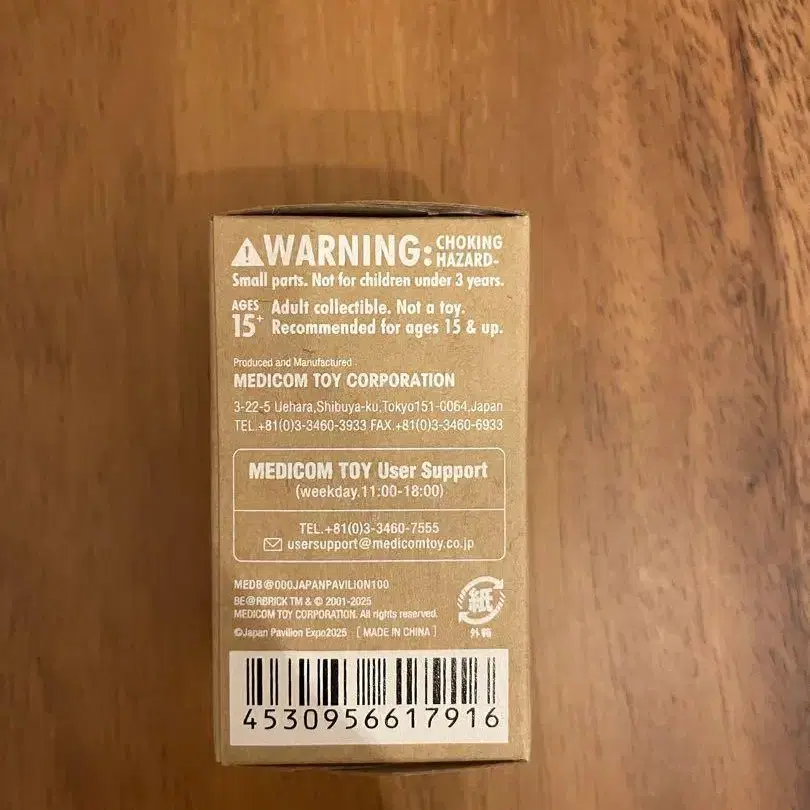 WARNING: CHOKING HAZARD-
Small parts. Not for children under 3 years.
AGES 15+ Adult collectible. Not a toy.
Recommended for ages 15 & up.
Produced and Manufactured
MEDICOM TOY CORPORATION
3-22-5 Uehara,Shibuya-ku,Tokyo151-0064,Japan
TEL.+81(0)3-3460-3933 FAX.+81(0)3-3460-6933
MEDICOM TOY User Support
(weekday.11:00-18:00)
TEL.+81(0)3-3460-7555
usersupport@medicomtoy.co.jp
MEDB@000JAPANPAVILION100
BE@RBRICK TM & © 2001-2025
MEDICOM TOY CORPORATION. All rights reserved.
©Japan Pavilion Expo2025 [ MADE IN CHINA ]
紙
外箱
4530956617916